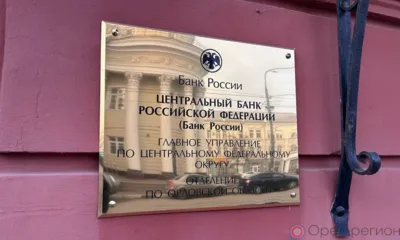 Банк России
ЦЕНТРАЛЬНЫЙ БАНК
РОССИЙСКОЙ ФЕДЕРАЦИИ
(Банк России)
ГЛАВНОЕ УПРАВЛЕНИЕ
ПО ЦЕНТРАЛЬНОМУ ФЕДЕРАЛЬНОМУ
ОКРУГУ
ОТДЕЛЕНИЕ
ПО ОРЛОВСКОЙ
Орелрегион